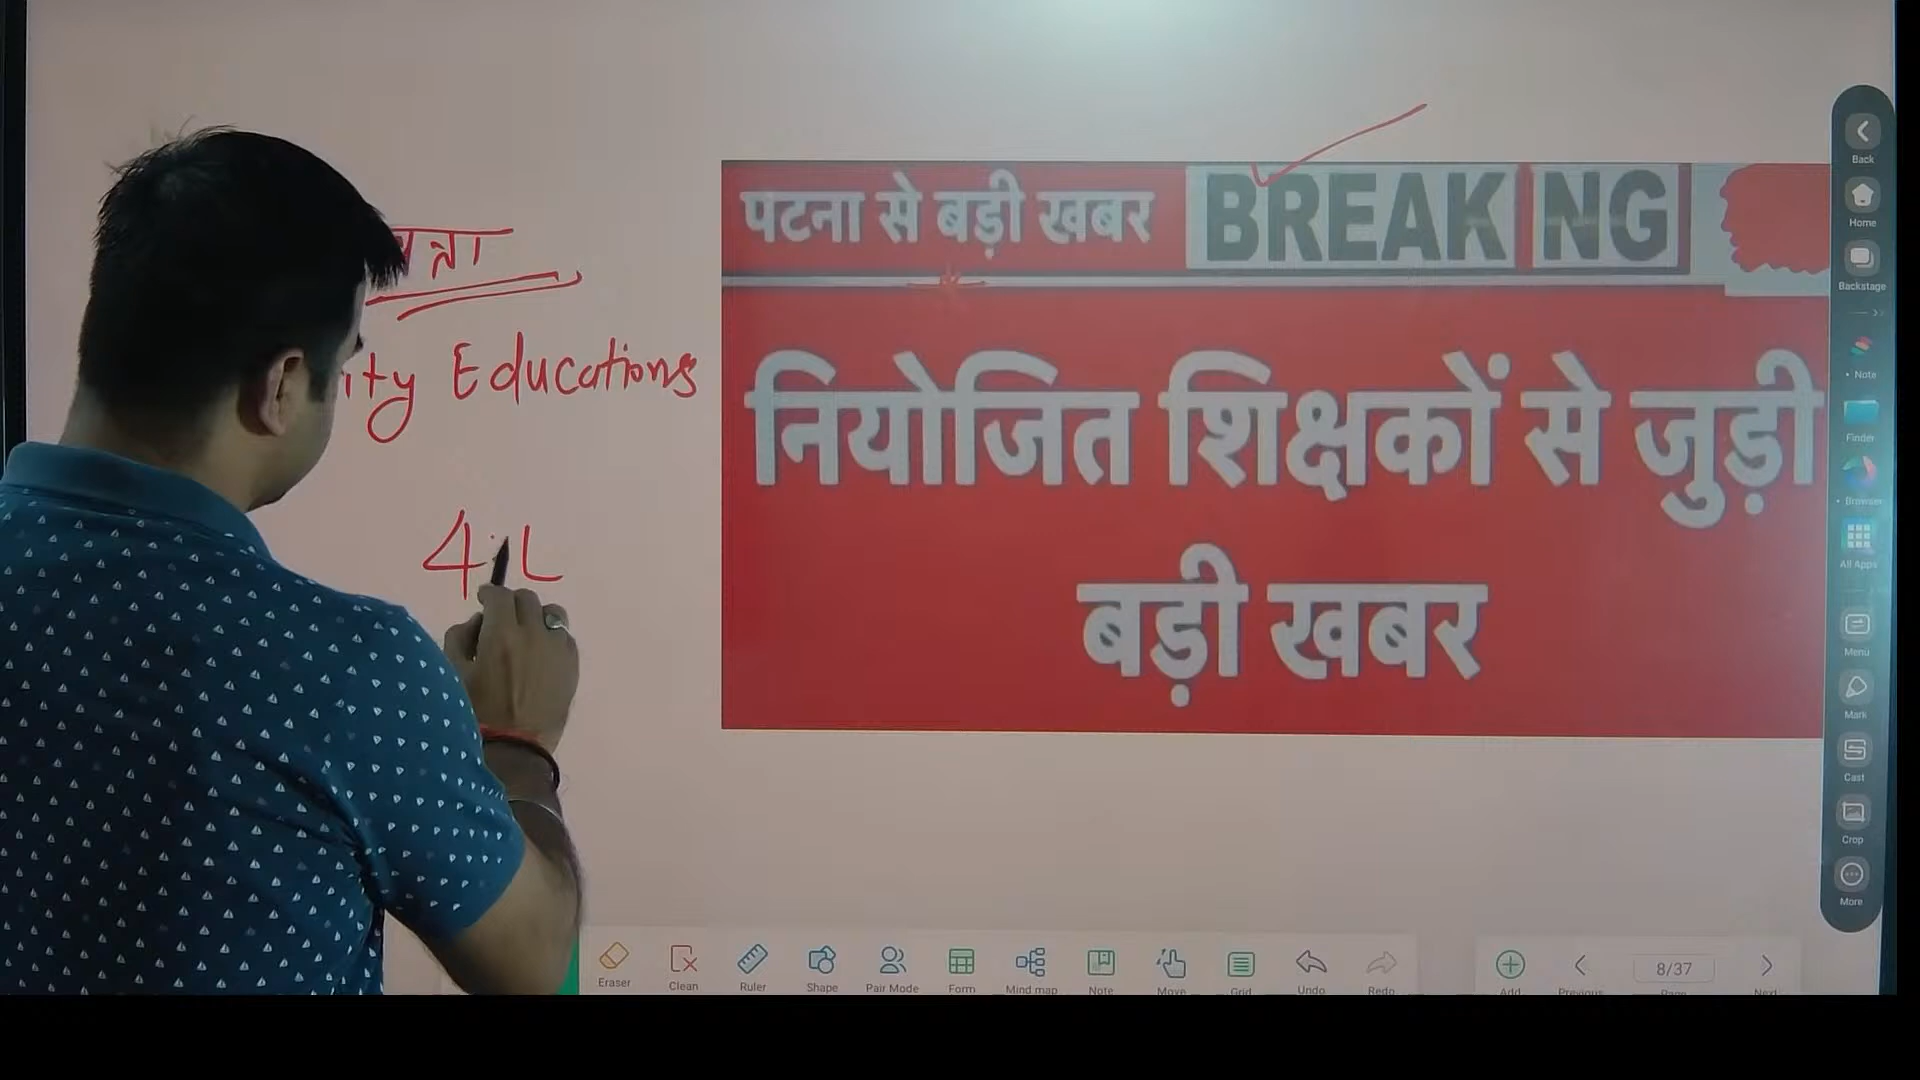 पटना से बड़ी खबर BREAK NG
नियोजित शिक्षकों से जुड़ी
बड़ी खबर
ity Educations
4 L
Back
Home
Backstage
Note
Finder
Browser
All Apps
Menu
Mark
Cast
Crop
More
Eraser Clean Ruler Shape Pair Mode Form Mind map Note Move Grid Undo Redo Add Previous 8/37 Page Next